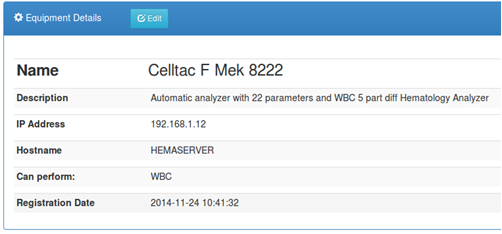 Equipment Details Edit
Name Celltac F Mek 8222
Description Automatic analyzer with 22 parameters and WBC 5 part diff Hematology Analyzer
IP Address 192.168.1.12
Hostname HEMASERVER
Can perform: WBC
Registration Date 2014-11-24 10:41:32